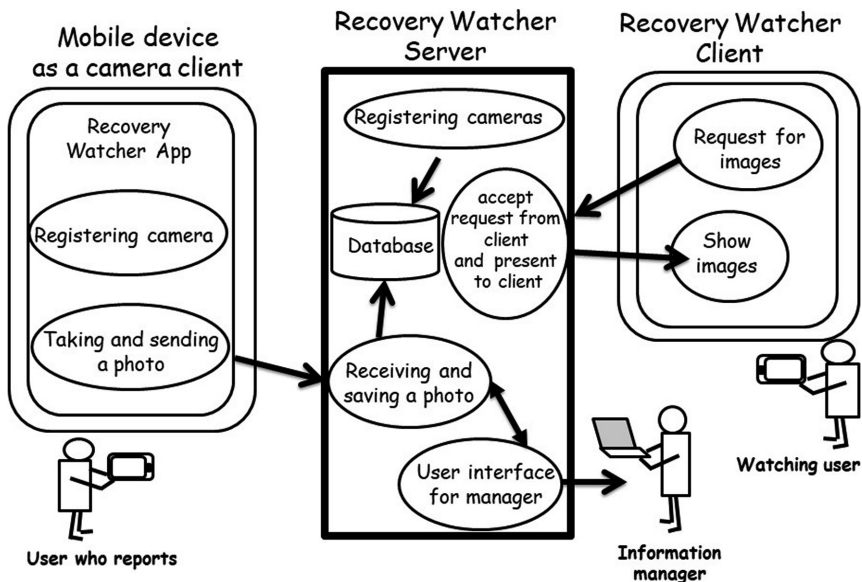 Mobile device
as a camera client
Recovery
Watcher App
Registering camera
Taking and sending
a photo
User who reports
Recovery Watcher
Server
Registering cameras
Database
accept
request from
client
and present
to client
Receiving and
saving a photo
User interface
for manager
Recovery Watcher
Client
Request for
images
Show
images
Watching user
Information
manager